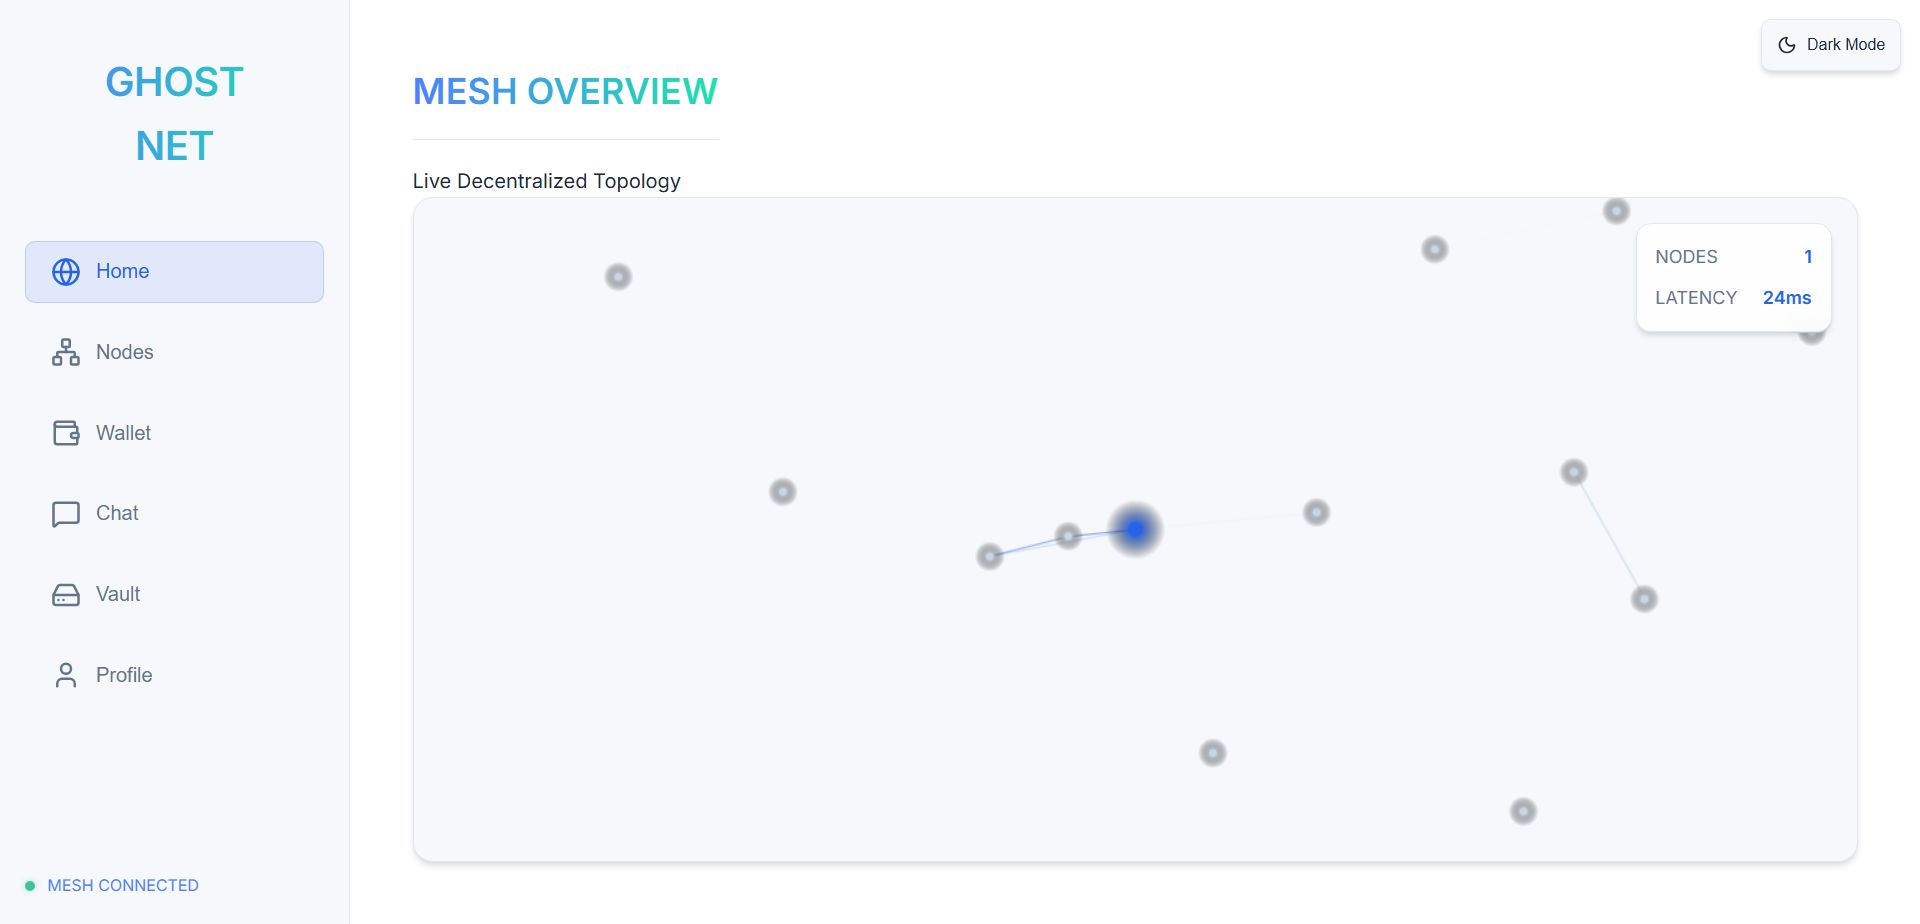 GHOST
NET
Home
Nodes
Wallet
Chat
Vault
Profile
MESH CONNECTED
Dark Mode
MESH OVERVIEW
Live Decentralized Topology
NODES 1
LATENCY 24ms